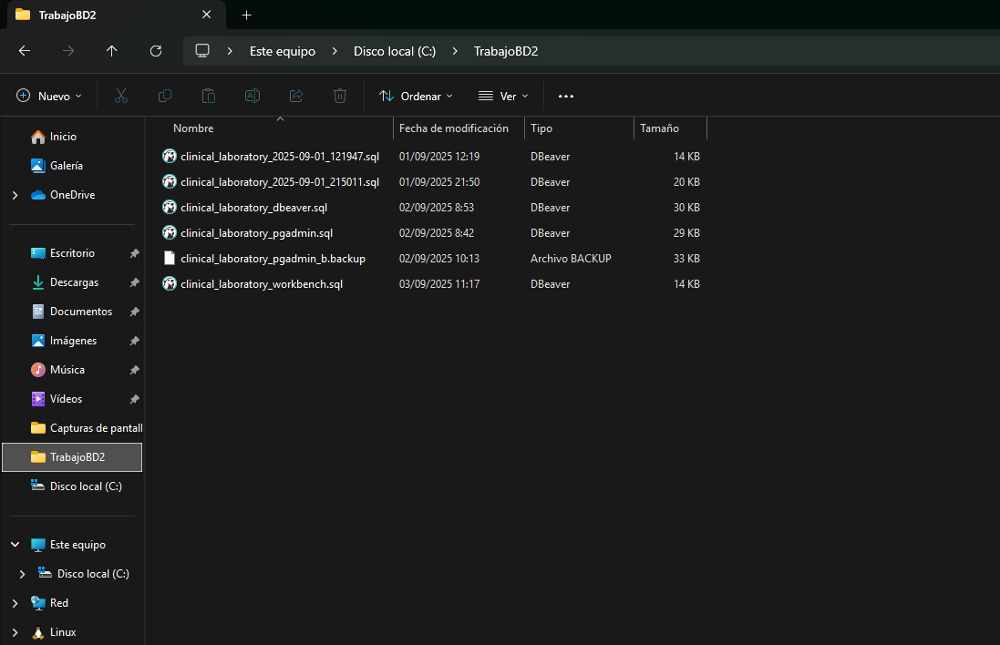 TrabajoBD2
Este equipo > Disco local (C:) > TrabajoBD2
Nuevo Ordenar Ver
Nombre Fecha de modificación Tipo Tamaño
clinical_laboratory_2025-09-01_121947.sql 01/09/2025 12:19 DBeaver 14 KB
clinical_laboratory_2025-09-01_215011.sql 01/09/2025 21:50 DBeaver 20 KB
clinical_laboratory_dbeaver.sql 02/09/2025 8:53 DBeaver 30 KB
clinical_laboratory_pgadmin.sql 02/09/2025 8:42 DBeaver 29 KB
clinical_laboratory_pgadmin_b.backup 02/09/2025 10:13 Archivo BACKUP 33 KB
clinical_laboratory_workbench.sql 03/09/2025 11:17 DBeaver 14 KB
Inicio
Galería
OneDrive
Escritorio
Descargas
Documentos
Imágenes
Música
Vídeos
Capturas de pantall
TrabajoBD2
Disco local (C:)
Este equipo
Disco local (C:)
Red
Linux